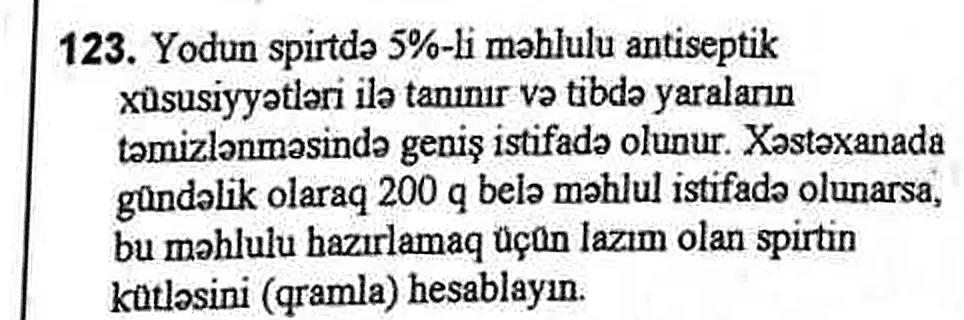 123. Yodun spirtdə 5%-li məhlulu antiseptik
xüsusiyyətləri ilə tanınır və tibdə yaraların
təmizlənməsində geniş istifadə olunur. Xəstəxanada
gündəlik olaraq 200 q belə məhlul istifadə olunarsa,
bu məhlulu hazırlamaq üçün lazım olan spirtin
kütləsini (qramla) hesablayın.